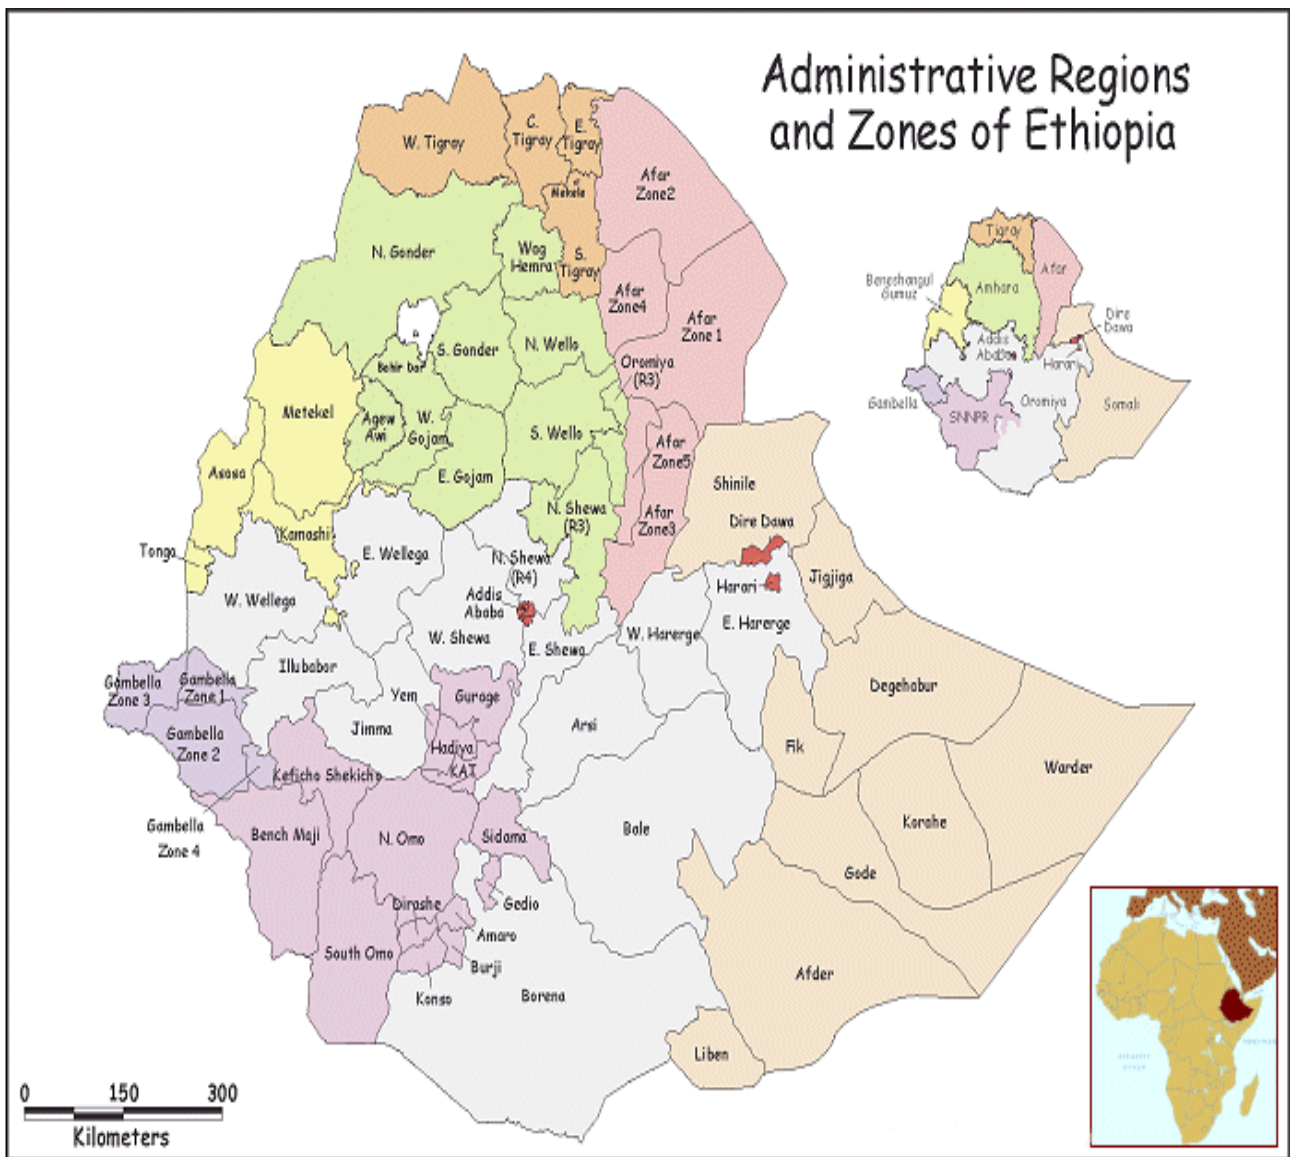 Administrative Regions
and Zones of Ethiopia
W. Tigray
C.
Tigray
E.
Tigray
Mekele
S.
Tigray
Afar
Zone2
N. Gonder
Wag
Hemra
Afar
Zone4
Afar
Zone 1
S. Gonder
N. Wello
Bahir dar
Oromiya
(R3)
Metekel
Agew
Awi
W.
Gojam
S. Wello
Afar
Zone5
E. Gojam
Asosa
Shinile
N. Shewa
(R3)
Afar
Zone3
Dire Dawa
Kamashi
Tongo
E. Wellega
N. Shewa
(R4)
Jigjiga
Harari
W. Wellega
Addis
Ababa
W. Shewa
E. Shewa
W. Harerge
E. Harerge
Illubabor
Gambella
Zone 3
Gambella
Zone 1
Yem
Gurage
Degehabur
Gambella
Zone 2
Jimma
Arsi
Hadiya
KAT
Fik
Keficho Shekicho
Warder
Gambella
Zone 4
Bench Maji
N. Omo
Sidama
Bale
Korahe
Gode
Dirashe
Gedio
Amaro
South Omo
Burji
Konso
Borena
Afder
Liben
Tigray
Beneshangul
Gumuz
Amhara
Afar
Dire
Dawa
Addis
Ababa
Harari
Gambella
SNNPR
Oromiya
Somali
0 150 300
Kilometers